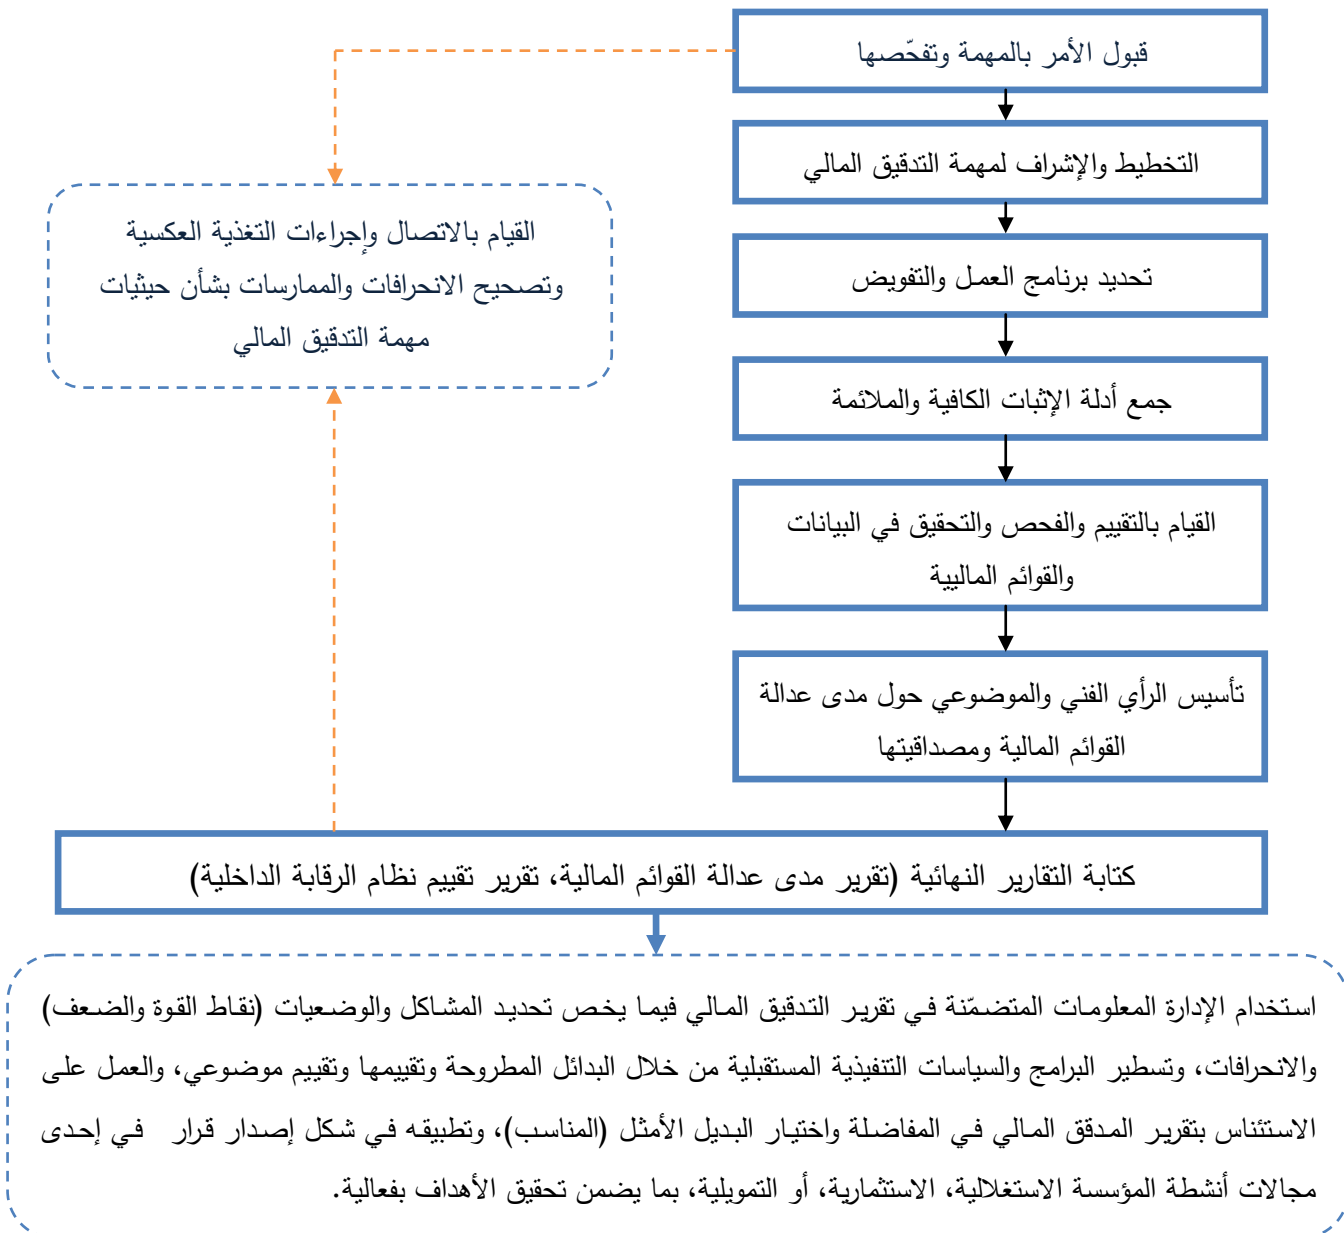 قبول الأمر بالمهمة وتفحّصها
التخطيط والإشراف لمهمة التدقيق المالي
القيام بالاتصال وإجراءات التغذية العكسية
وتصحيح الانحرافات والممارسات بشأن حيثيات
مهمة التدقيق المالي
تحديد برنامج العمل والتفويض
جمع أدلة الإثبات الكافية والملائمة
القيام بالتقييم والفحص والتحقيق في البيانات
والقوائم الماليية
تأسيس الرأي الفني والموضوعي حول مدى عدالة
القوائم المالية ومصداقيتها
كتابة التقارير النهائية (تقرير مدى عدالة القوائم المالية، تقرير تقييم نظام الرقابة الداخلية)
استخدام الإدارة المعلومات المتضمّنة في تقرير التدقيق المالي فيما يخص تحديد المشاكل والوضعيات (نقاط القوة والضعف)
والانحرافات، وتسطير البرامج والسياسات التنفيذية المستقبلية من خلال البدائل المطروحة وتقييمها وتقييم موضوعي، والعمل على
الاستئناس بتقرير المدقق المالي في المفاضلة واختيار البديل الأمثل (المناسب)، وتطبيقه في شكل إصدار قرار في إحدى
مجالات أنشطة المؤسسة الاستغلالية، الاستثمارية، أو التمويلية، بما يضمن تحقيق الأهداف بفعالية.